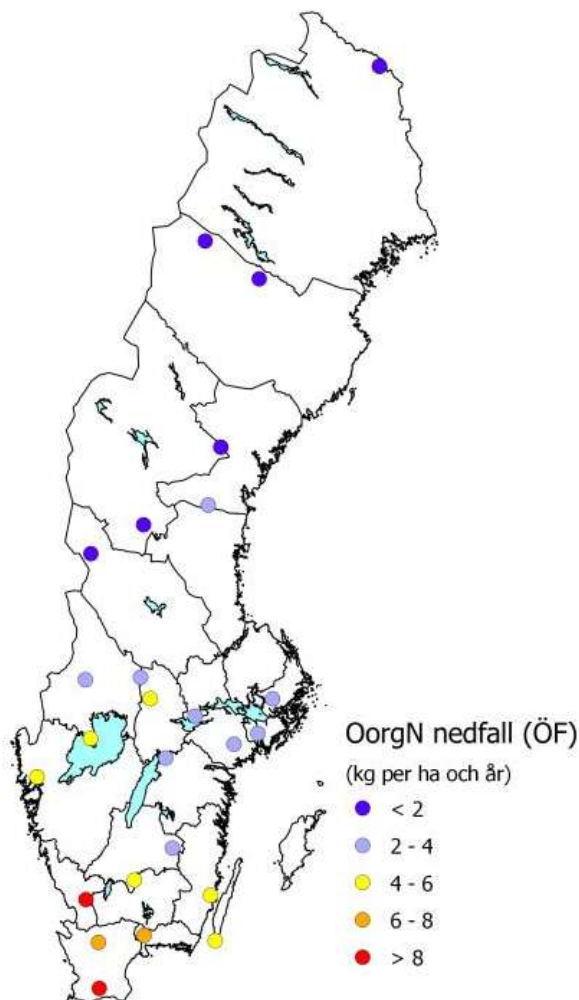 OorgN nedfall (ÖF)
(kg per ha och år)
< 2
2 - 4
4 - 6
6 - 8
> 8